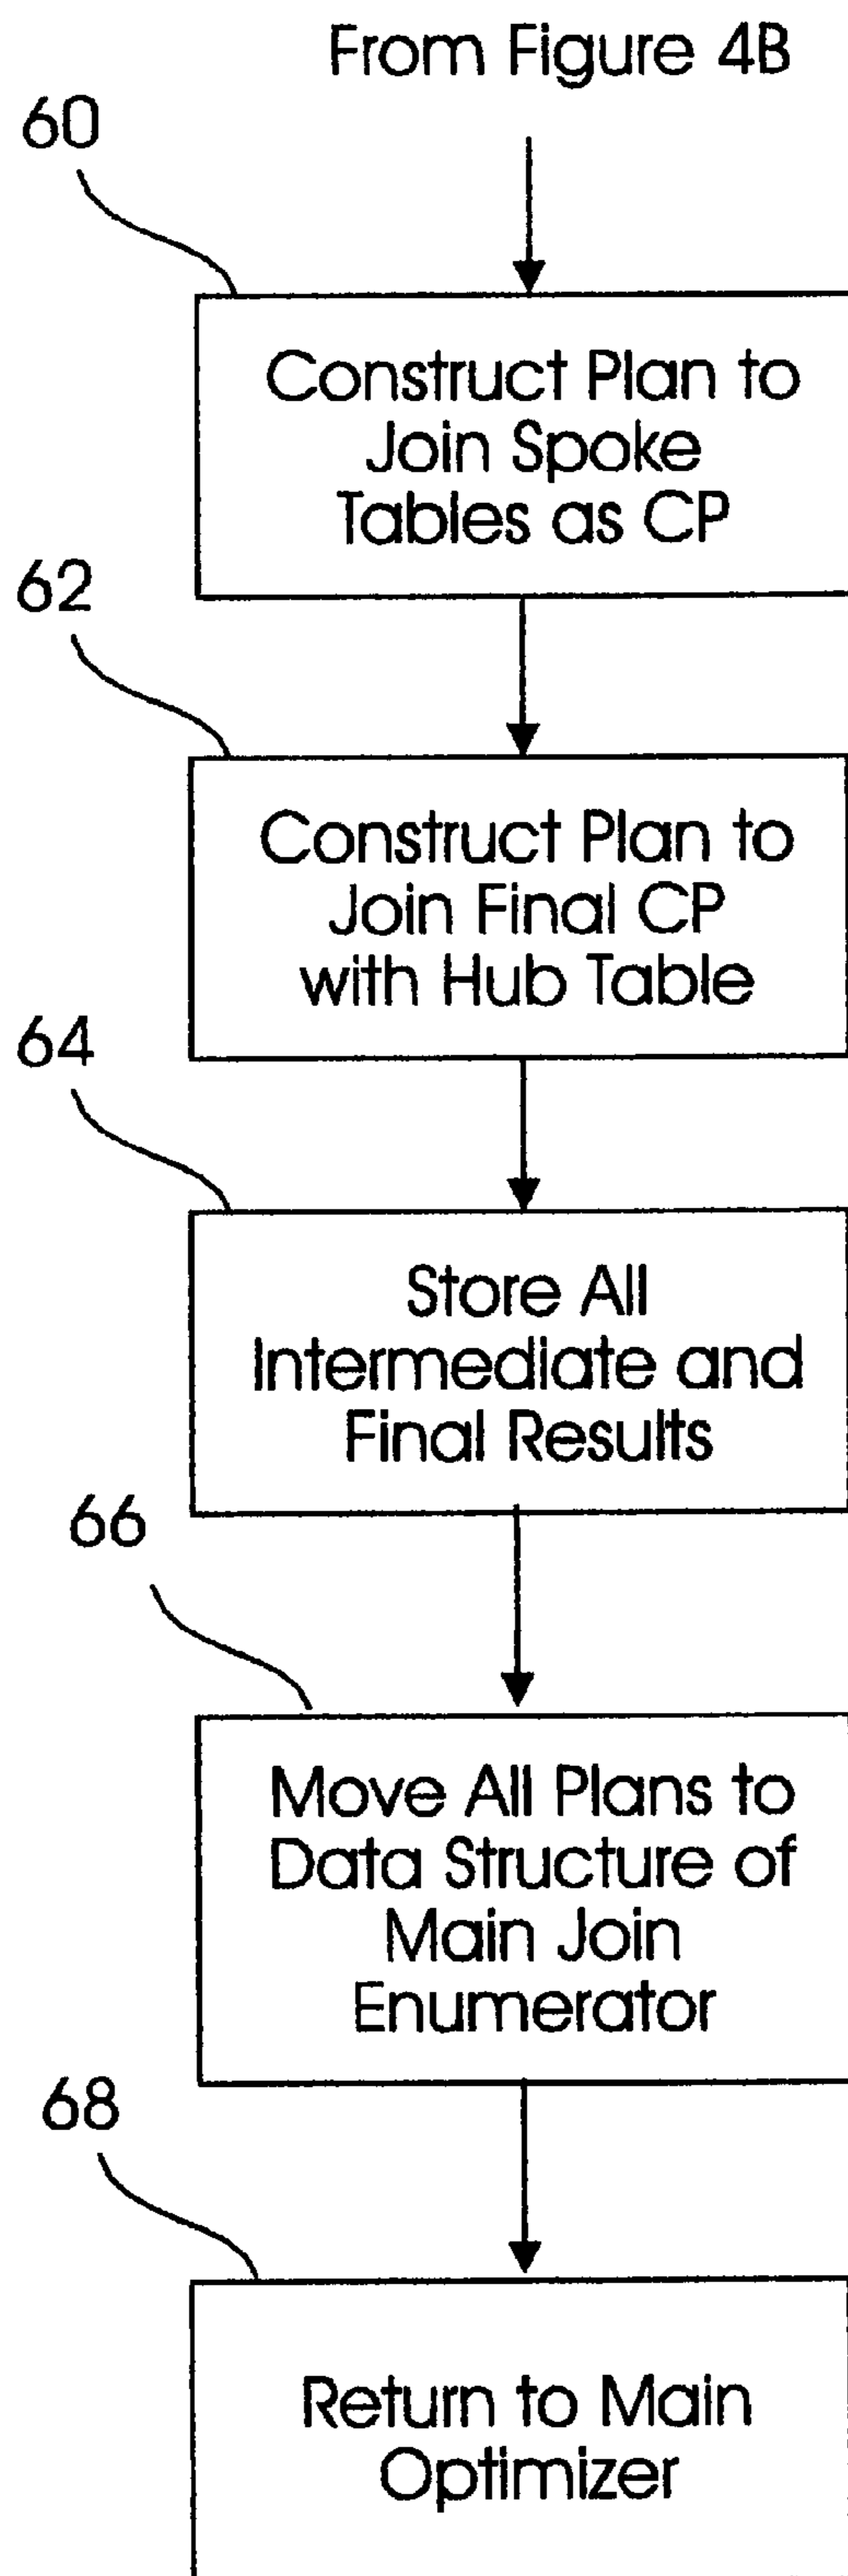 From Figure 4B
60
Construct Plan to
Join Spoke
Tables as CP
62
Construct Plan to
Join Final CP
with Hub Table
64
Store All
Intermediate and
Final Results
66
Move All Plans to
Data Structure of
Main Join
Enumerator
68
Return to Main
Optimizer